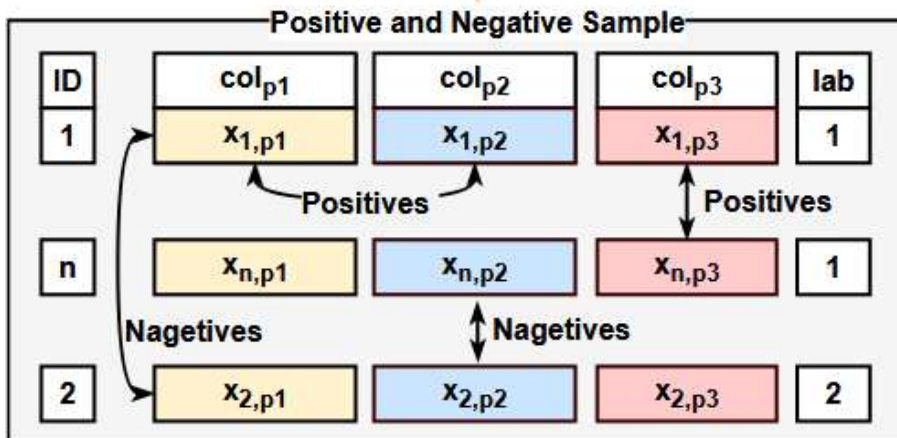 Positive and Negative Sample
ID col_p1 col_p2 col_p3 lab
1 x_1,p1 x_1,p2 x_1,p3 1
Positives Positives
n x_n,p1 x_n,p2 x_n,p3 1
Nagetives Nagetives
2 x_2,p1 x_2,p2 x_2,p3 2